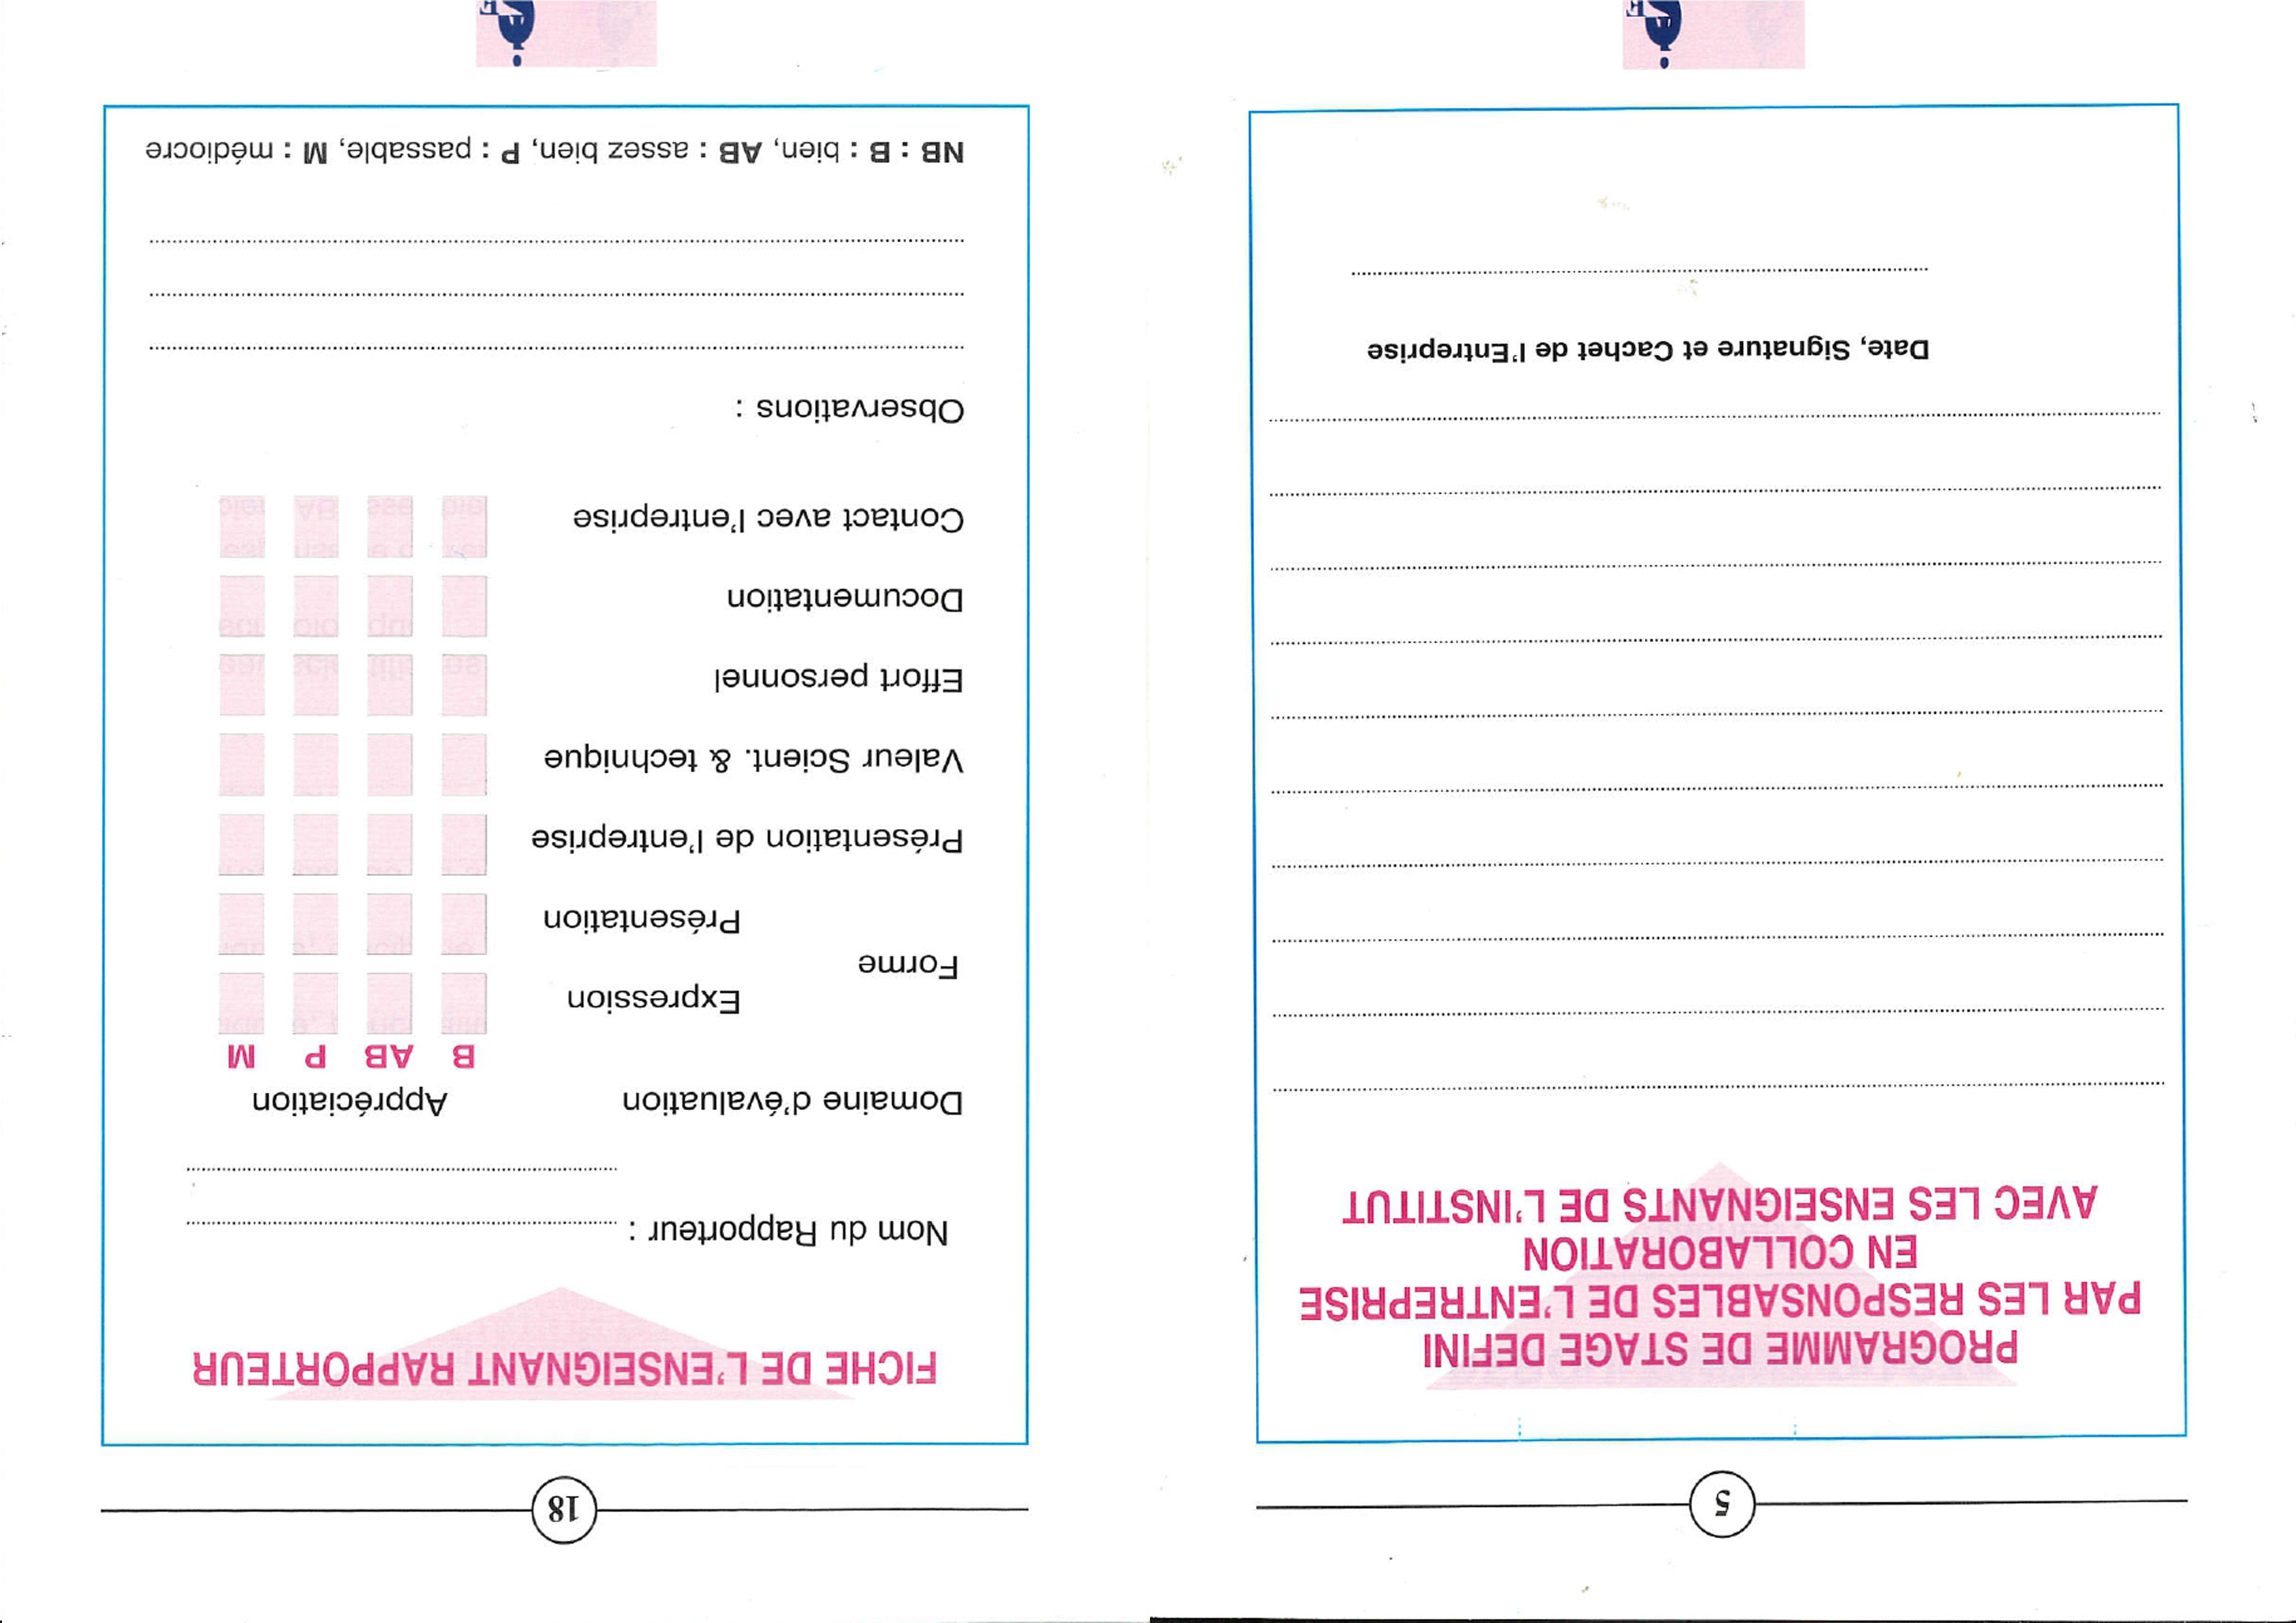 5
PROGRAMME DE STAGE DEFINI
PAR LES RESPONSABLES DE L'ENTREPRISE
EN COLLABORATION
AVEC LES ENSEIGNANTS DE L'INSTITUT
Date, Signature et Cachet de l'Entreprise
18
FICHE DE L'ENSEIGNANT RAPPORTEUR
Nom du Rapporteur :
Domaine d'évaluation Appréciation
B AB P M
Forme
Expression
Présentation
Présentation de l'entreprise
Valeur Scient. & technique
Effort personnel
Documentation
Contact avec l'entreprise
Observations :
NB : B : bien, AB : assez bien, P : passable, M : médiocre